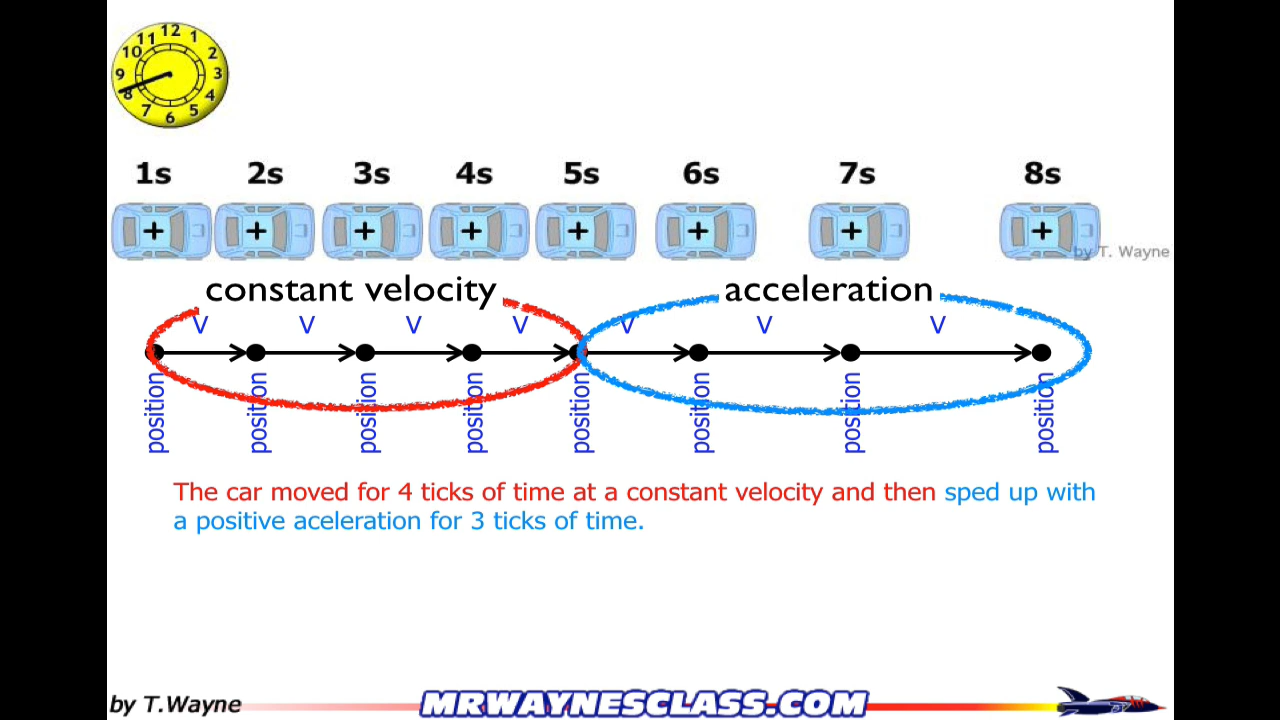 12
11 1
10 2
9 3
8 4
7 5
6
1s 2s 3s 4s 5s 6s 7s 8s
+ + + + + + + +
by T. Wayne
constant velocity acceleration
V V V V V V V
position position position position position position position position
The car moved for 4 ticks of time at a constant velocity and then sped up with
a positive aceleration for 3 ticks of time.
by T.Wayne MRWAYNESCLASS.COM